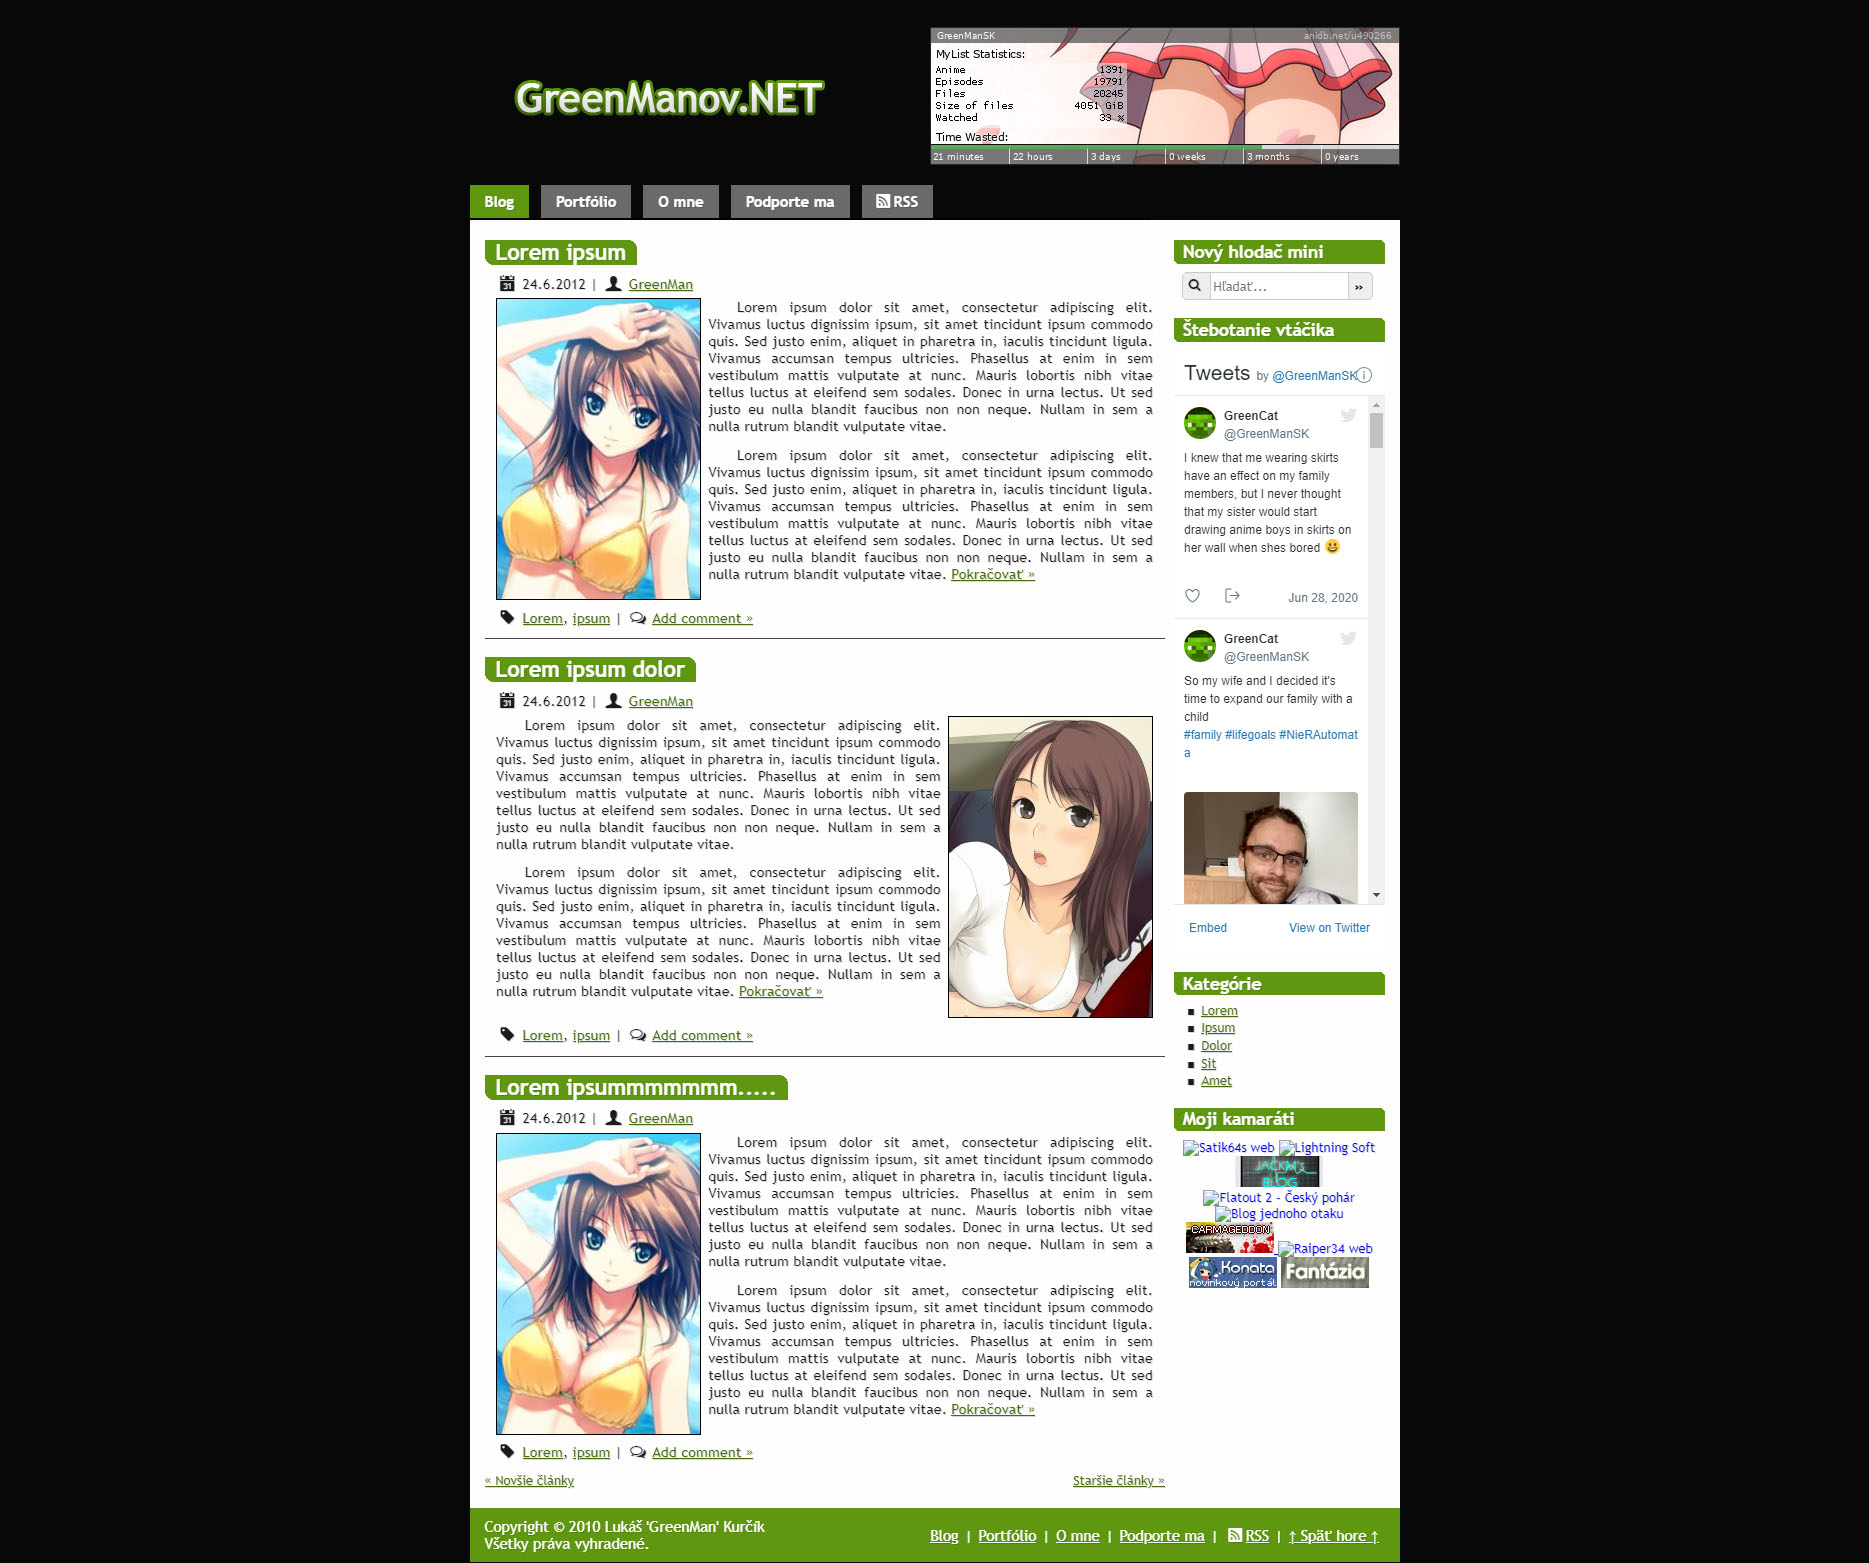 GreenManSK anidb.net/u490266
MyList Statistics:
Anime 1391
Episodes 19791
Files 20245
Size of files 4051 GiB
Watched 33 %
Time Wasted:
21 minutes 22 hours 3 days 0 weeks 3 months 0 years
GreenManov.NET
Blog Portfólio O mne Podporte ma RSS
Lorem ipsum
24.6.2012 | GreenMan
Lorem ipsum dolor sit amet, consectetur adipiscing elit.
Vivamus luctus dignissim ipsum, sit amet tincidunt ipsum commodo
quis. Sed justo enim, aliquet in pharetra in, iaculis tincidunt ligula.
Vivamus accumsan tempus ultricies. Phasellus at enim in sem
vestibulum mattis vulputate at nunc. Mauris lobortis nibh vitae
tellus luctus at eleifend sem sodales. Donec in urna lectus. Ut sed
justo eu nulla blandit faucibus non non neque. Nullam in sem a
nulla rutrum blandit vulputate vitae.
Lorem ipsum dolor sit amet, consectetur adipiscing elit.
Vivamus luctus dignissim ipsum, sit amet tincidunt ipsum commodo
quis. Sed justo enim, aliquet in pharetra in, iaculis tincidunt ligula.
Vivamus accumsan tempus ultricies. Phasellus at enim in sem
vestibulum mattis vulputate at nunc. Mauris lobortis nibh vitae
tellus luctus at eleifend sem sodales. Donec in urna lectus. Ut sed
justo eu nulla blandit faucibus non non neque. Nullam in sem a
nulla rutrum blandit vulputate vitae. Pokračovať »
Lorem, ipsum | Add comment »
Lorem ipsum dolor
24.6.2012 | GreenMan
Lorem ipsum dolor sit amet, consectetur adipiscing elit.
Vivamus luctus dignissim ipsum, sit amet tincidunt ipsum commodo
quis. Sed justo enim, aliquet in pharetra in, iaculis tincidunt ligula.
Vivamus accumsan tempus ultricies. Phasellus at enim in sem
vestibulum mattis vulputate at nunc. Mauris lobortis nibh vitae
tellus luctus at eleifend sem sodales. Donec in urna lectus. Ut sed
justo eu nulla blandit faucibus non non neque. Nullam in sem a
nulla rutrum blandit vulputate vitae.
Lorem ipsum dolor sit amet, consectetur adipiscing elit.
Vivamus luctus dignissim ipsum, sit amet tincidunt ipsum commodo
quis. Sed justo enim, aliquet in pharetra in, iaculis tincidunt ligula.
Vivamus accumsan tempus ultricies. Phasellus at enim in sem
vestibulum mattis vulputate at nunc. Mauris lobortis nibh vitae
tellus luctus at eleifend sem sodales. Donec in urna lectus. Ut sed
justo eu nulla blandit faucibus non non neque. Nullam in sem a
nulla rutrum blandit vulputate vitae. Pokračovať »
Lorem, ipsum | Add comment »
Lorem ipsummmmmmm.....
24.6.2012 | GreenMan
Lorem ipsum dolor sit amet, consectetur adipiscing elit.
Vivamus luctus dignissim ipsum, sit amet tincidunt ipsum commodo
quis. Sed justo enim, aliquet in pharetra in, iaculis tincidunt ligula.
Vivamus accumsan tempus ultricies. Phasellus at enim in sem
vestibulum mattis vulputate at nunc. Mauris lobortis nibh vitae
tellus luctus at eleifend sem sodales. Donec in urna lectus. Ut sed
justo eu nulla blandit faucibus non non neque. Nullam in sem a
nulla rutrum blandit vulputate vitae.
Lorem ipsum dolor sit amet, consectetur adipiscing elit.
Vivamus luctus dignissim ipsum, sit amet tincidunt ipsum commodo
quis. Sed justo enim, aliquet in pharetra in, iaculis tincidunt ligula.
Vivamus accumsan tempus ultricies. Phasellus at enim in sem
vestibulum mattis vulputate at nunc. Mauris lobortis nibh vitae
tellus luctus at eleifend sem sodales. Donec in urna lectus. Ut sed
justo eu nulla blandit faucibus non non neque. Nullam in sem a
nulla rutrum blandit vulputate vitae. Pokračovať »
Lorem, ipsum | Add comment »
« Novšie články Staršie články »
Nový hlodač mini
Hľadať... »
Štebotanie vtáčika
Tweets by @GreenManSK
GreenCat
@GreenManSK
I knew that me wearing skirts
have an effect on my family
members, but I never thought
that my sister would start
drawing anime boys in skirts on
her wall when shes bored 😀
Jun 28, 2020
GreenCat
@GreenManSK
So my wife and I decided it's
time to expand our family with a
child
#family #lifegoals #NieRAutomat
a
Embed View on Twitter
Kategórie
Lorem
Ipsum
Dolor
Sit
Amet
Moji kamaráti
Satik64s web Lightning Soft
JACKM's
BLOG
Flatout 2 - Český pohár
Blog jednoho otaku
CARMAGEDDON Raiper34 web
Konata
novinkový portál
Fantázia
Copyright © 2010 Lukáš 'GreenMan' Kurčík
Všetky práva vyhradené.
Blog | Portfólio | O mne | Podporte ma | RSS | ↑ Späť hore ↑